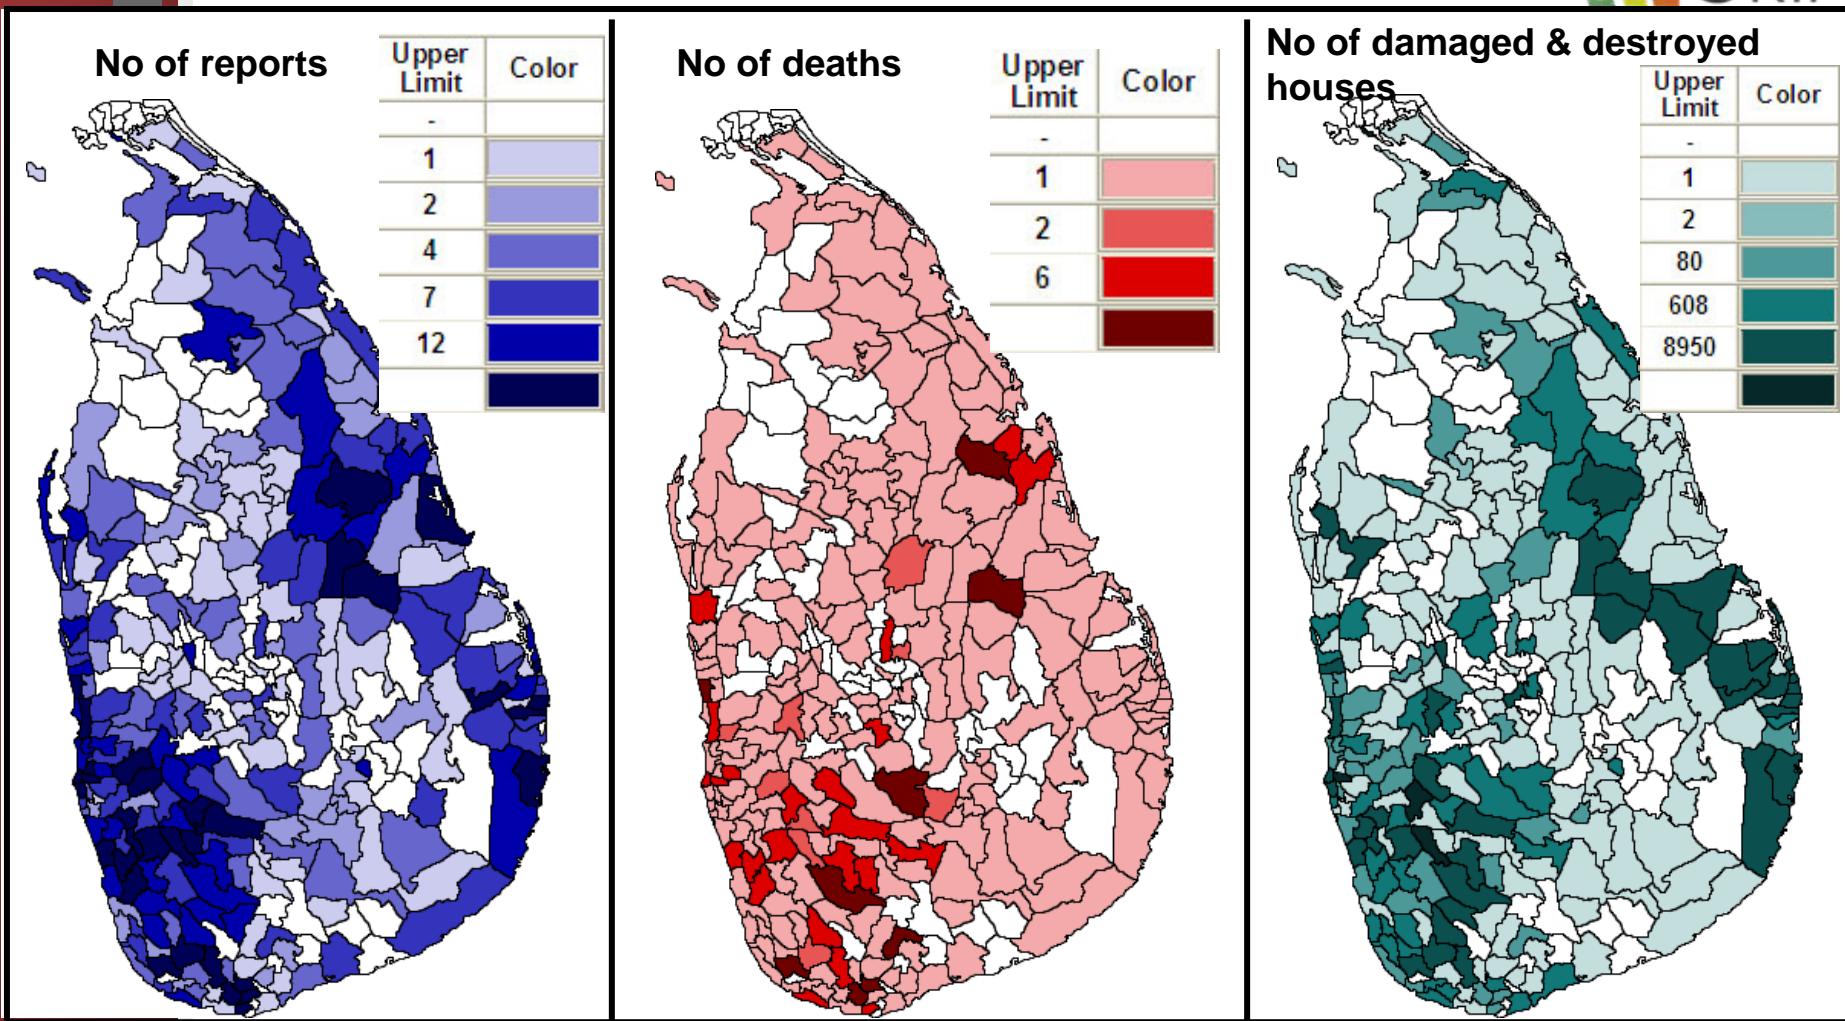 No of reports
Upper Limit Color
-
1
2
4
7
12
No of deaths
Upper Limit Color
-
1
2
6
No of damaged & destroyed
houses
Upper Limit Color
-
1
2
80
608
8950